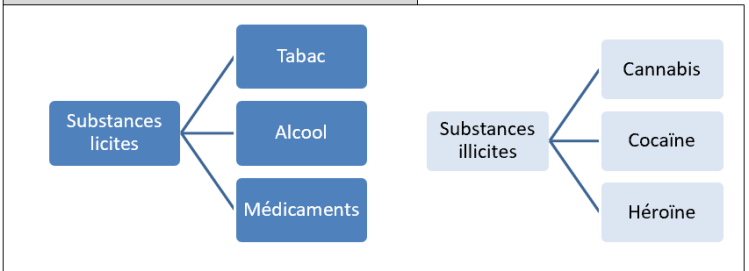 Substances
licites
Tabac
Alcool
Médicaments
Substances
illicites
Cannabis
Cocaïne
Héroïne